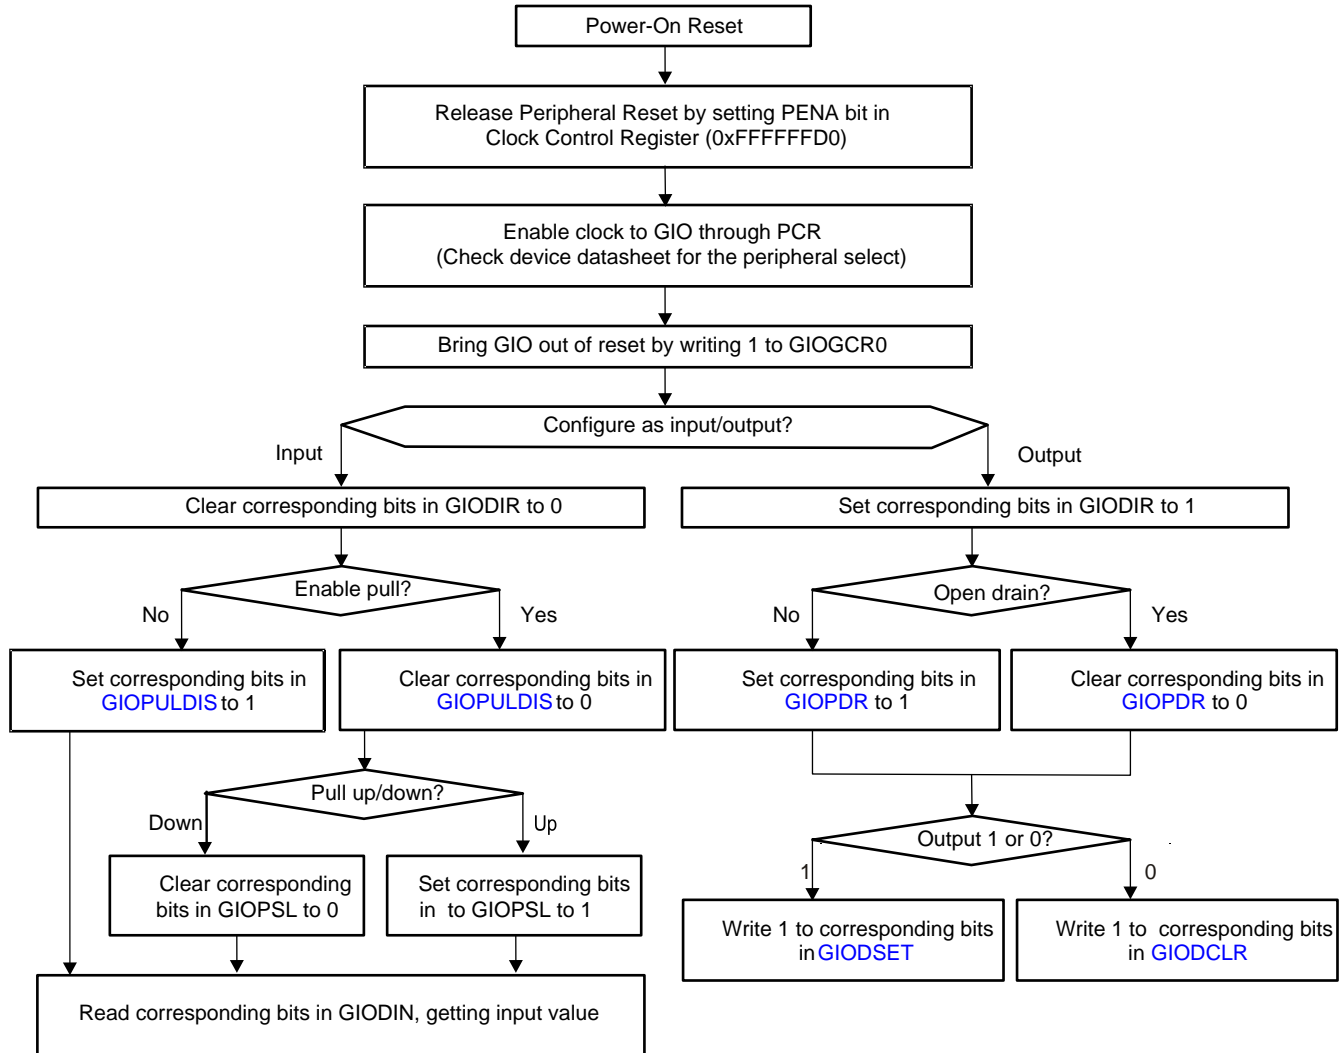 Power-On Reset
Release Peripheral Reset by setting PENA bit in
Clock Control Register (0xFFFFFFD0)
Enable clock to GIO through PCR
(Check device datasheet for the peripheral select)
Bring GIO out of reset by writing 1 to GIOGCR0
Configure as input/output?
Input
Output
Clear corresponding bits in GIODIR to 0
Set corresponding bits in GIODIR to 1
Enable pull?
Open drain?
No
Yes
No
Yes
Set corresponding bits in
GIOPULDIS to 1
Clear corresponding bits in
GIOPULDIS to 0
Set corresponding bits in
GIOPDR to 1
Clear corresponding bits in
GIOPDR to 0
Pull up/down?
Down
Up
Output 1 or 0?
1
0
Clear corresponding
bits in GIOPSL to 0
Set corresponding bits
in to GIOPSL to 1
Write 1 to corresponding bits
in GIODSET
Write 1 to corresponding bits
in GIODCLR
Read corresponding bits in GIODIN, getting input value